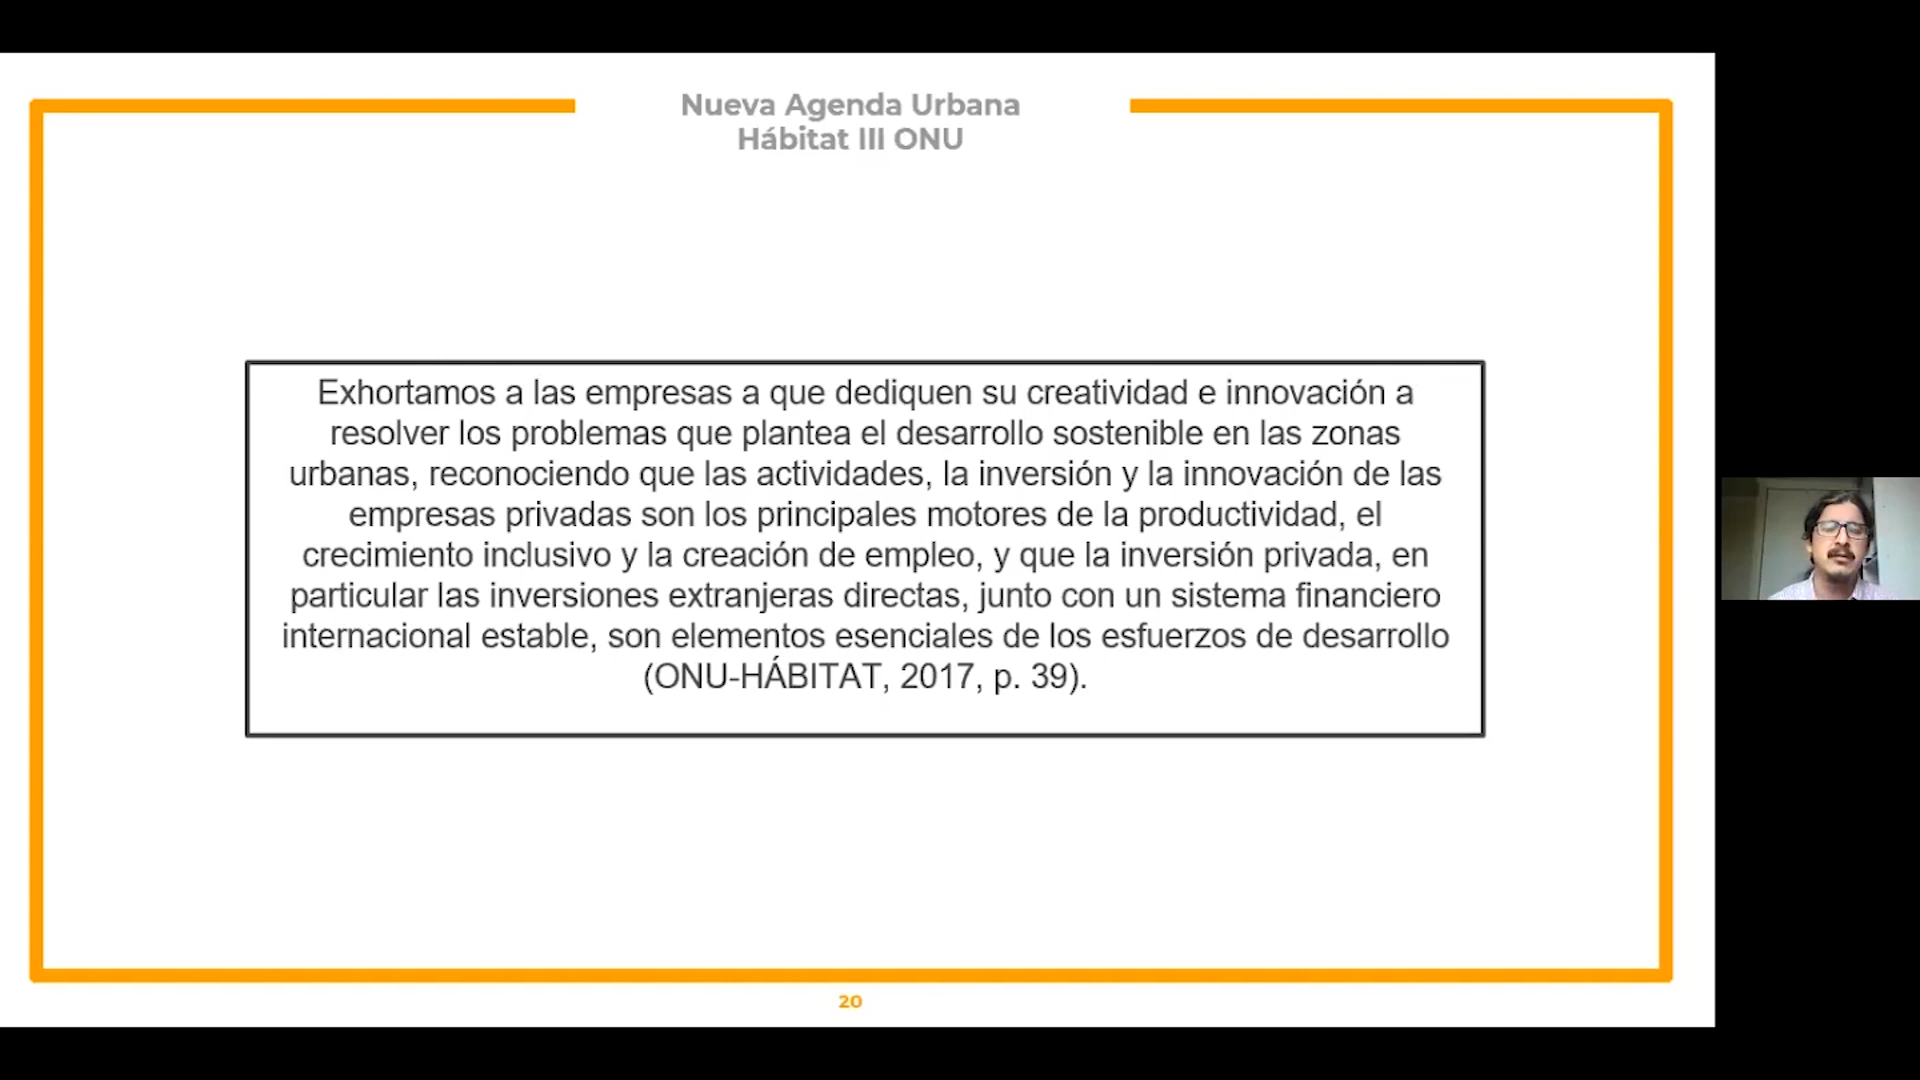 Nueva Agenda Urbana
Hábitat III ONU
Exhortamos a las empresas a que dediquen su creatividad e innovación a
resolver los problemas que plantea el desarrollo sostenible en las zonas
urbanas, reconociendo que las actividades, la inversión y la innovación de las
empresas privadas son los principales motores de la productividad, el
crecimiento inclusivo y la creación de empleo, y que la inversión privada, en
particular las inversiones extranjeras directas, junto con un sistema financiero
internacional estable, son elementos esenciales de los esfuerzos de desarrollo
(ONU-HÁBITAT, 2017, p. 39).
20